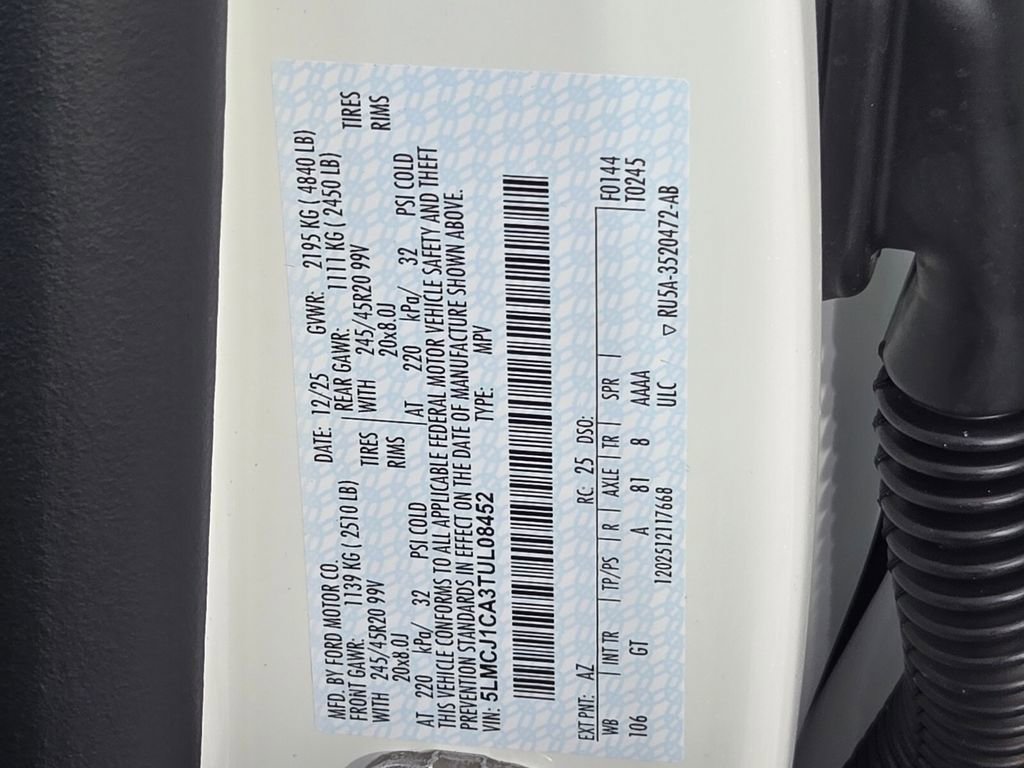 MFD. BY FORD MOTOR CO.
DATE: 12/25 GVWR: 2195 KG ( 4840 LB)
FRONT GAWR: 1139 KG ( 2510 LB)
REAR GAWR: 1111 KG ( 2450 LB)
WITH 245/45R20 99V TIRES
WITH 245/45R20 99V TIRES
20x8.0J RIMS
20x8.0J RIMS
AT 220 kPa/ 32 PSI COLD
AT 220 kPa/ 32 PSI COLD
THIS VEHICLE CONFORMS TO ALL APPLICABLE FEDERAL MOTOR VEHICLE SAFETY AND THEFT
PREVENTION STANDARDS IN EFFECT ON THE DATE OF MANUFACTURE SHOWN ABOVE.
VIN: 5LMCJ1CA3TUL08452 TYPE: MPV
EXT PNT: AZ RC: 25 DSO: F0144
WB INT TR TP/PS R AXLE TR SPR T0245
106 GT A 81 8 AAAA
120251217668 ULC ▽ RU5A-3520472-AB